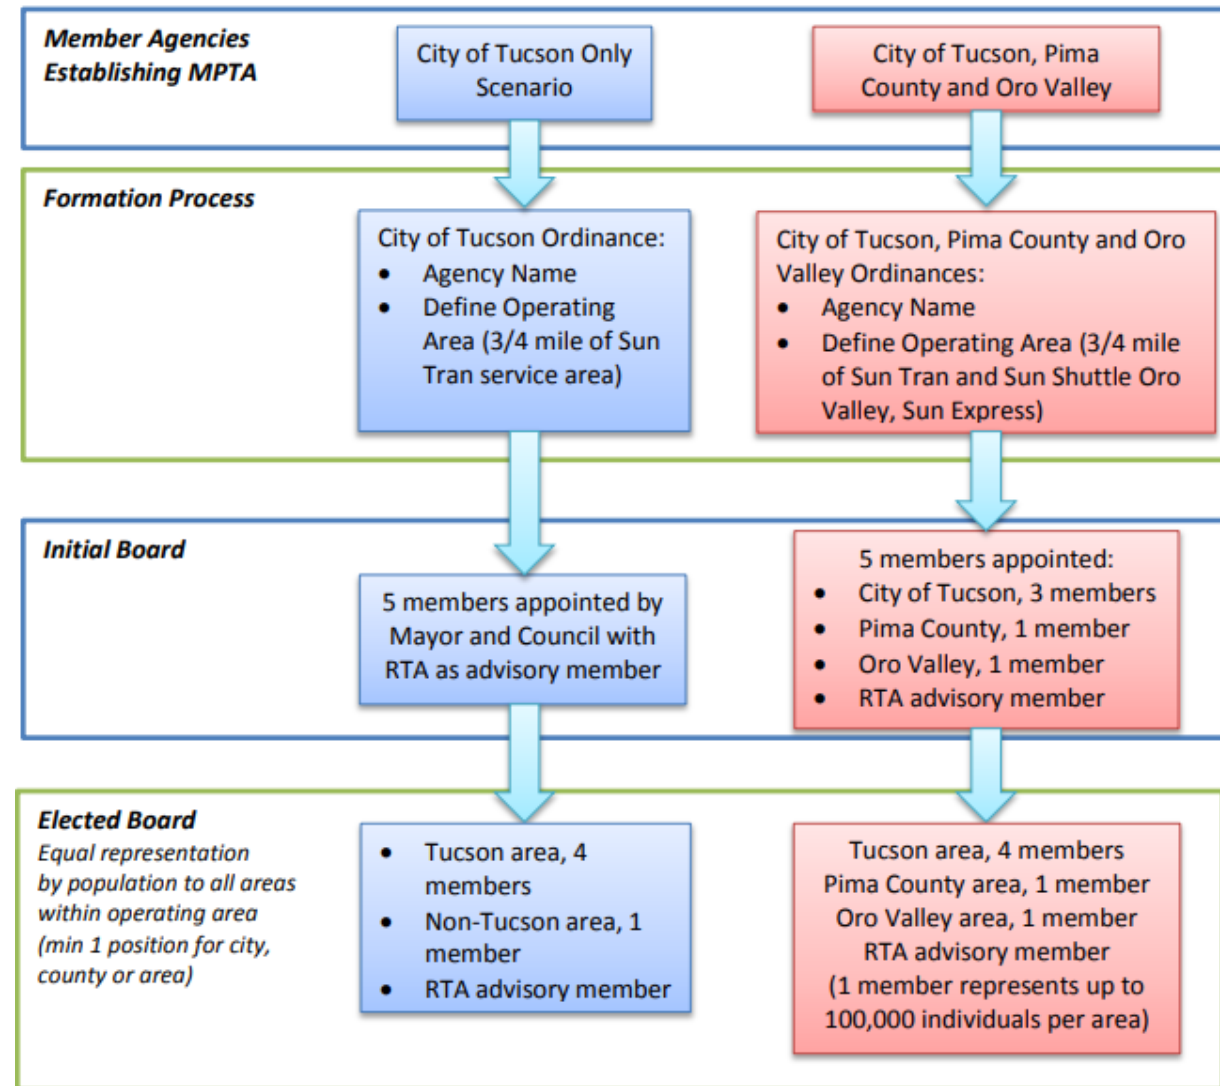 Member Agencies
Establishing MPTA
City of Tucson Only
Scenario
City of Tucson, Pima
County and Oro Valley
Formation Process
City of Tucson Ordinance:
• Agency Name
• Define Operating
Area (3/4 mile of Sun
Tran service area)
City of Tucson, Pima County and Oro
Valley Ordinances:
• Agency Name
• Define Operating Area (3/4 mile
of Sun Tran and Sun Shuttle Oro
Valley, Sun Express)
Initial Board
5 members appointed by
Mayor and Council with
RTA as advisory member
5 members appointed:
• City of Tucson, 3 members
• Pima County, 1 member
• Oro Valley, 1 member
• RTA advisory member
Elected Board
Equal representation
by population to all areas
within operating area
(min 1 position for city,
county or area)
• Tucson area, 4
members
• Non-Tucson area, 1
member
• RTA advisory member
Tucson area, 4 members
Pima County area, 1 member
Oro Valley area, 1 member
RTA advisory member
(1 member represents up to
100,000 individuals per area)